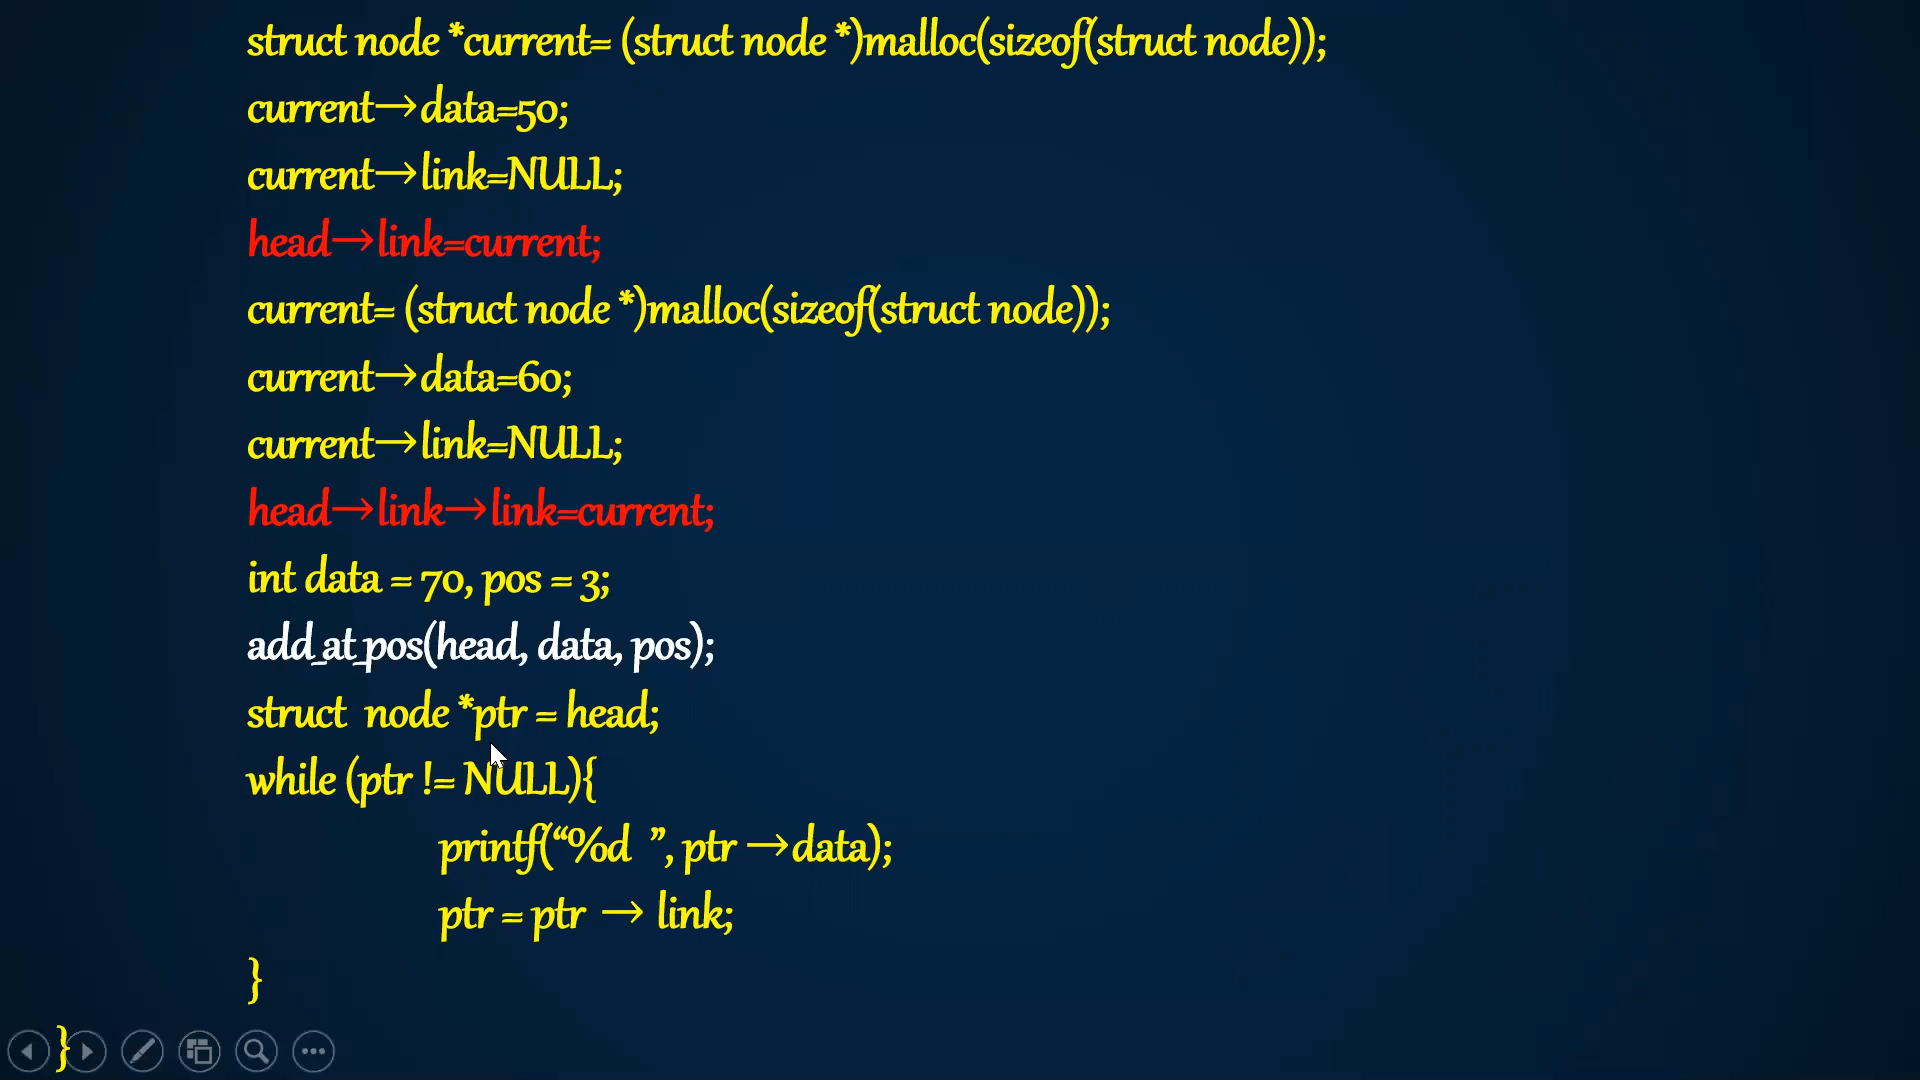 struct node *current= (struct node *)malloc(sizeof(struct node));
current→data=50;
current→link=NULL;
head→link=current;
current= (struct node *)malloc(sizeof(struct node));
current→data=60;
current→link=NULL;
head→link→link=current;
int data = 70, pos = 3;
add_at_pos(head, data, pos);
struct  node *ptr = head;
while (ptr != NULL){
printf(“%d  ”, ptr →data);
ptr = ptr → link;
}
}